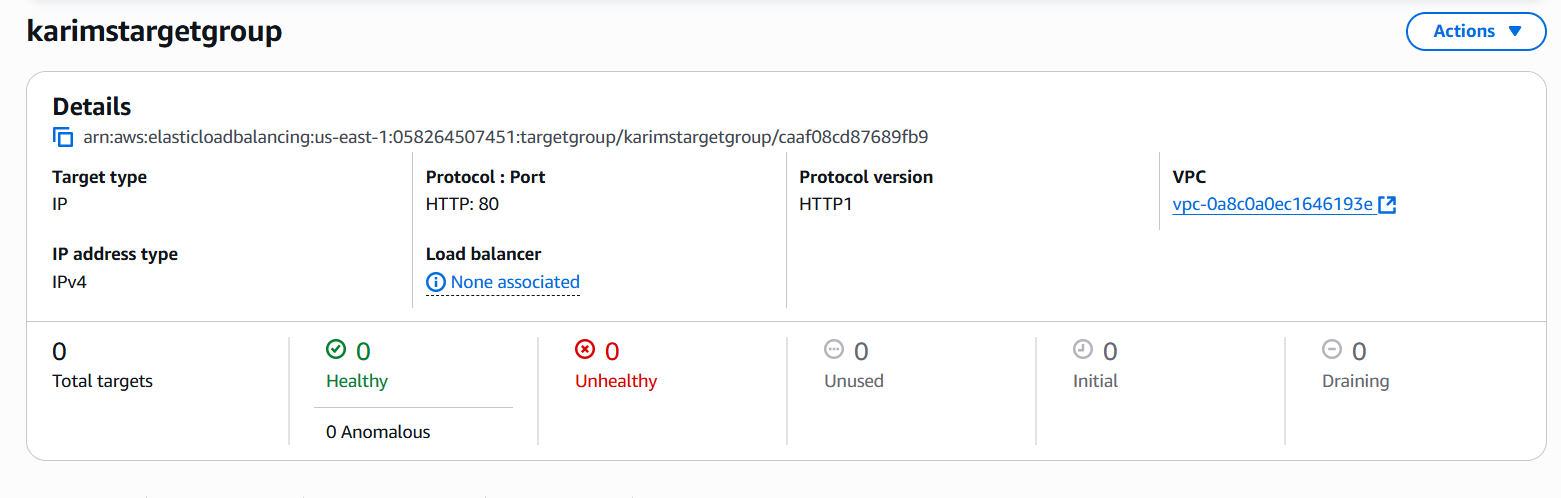 karimstargetgroup
Actions
Details
arn:aws:elasticloadbalancing:us-east-1:058264507451:targetgroup/karimstargetgroup/caaf08cd87689fb9
Target type
IP
Protocol : Port
HTTP: 80
Protocol version
HTTP1
VPC
vpc-0a8c0a0ec1646193e
IP address type
IPv4
Load balancer
None associated
0
Total targets
0
Healthy
0 Anomalous
0
Unhealthy
0
Unused
0
Initial
0
Draining